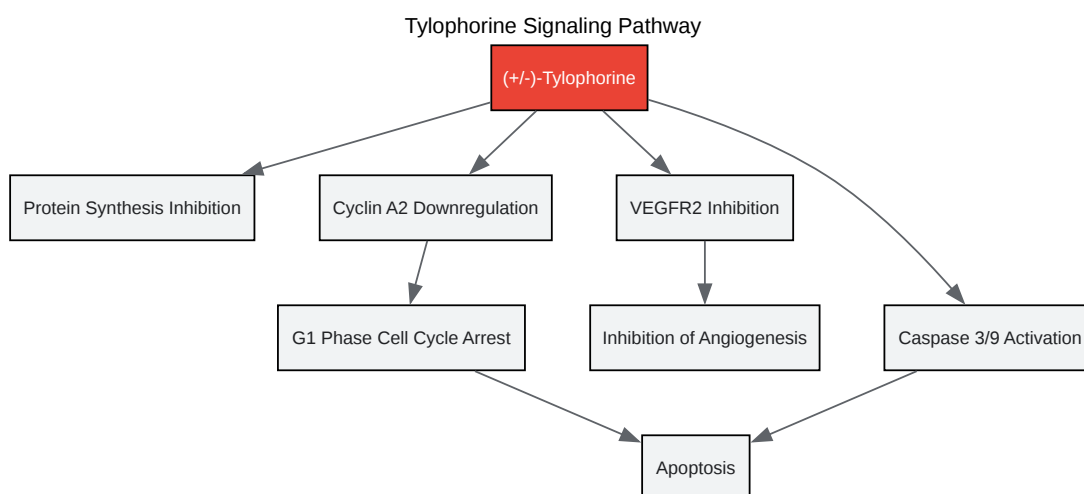 Tylophorine Signaling Pathway
(+/-)-Tylophorine
Protein Synthesis Inhibition
Cyclin A2 Downregulation
VEGFR2 Inhibition
G1 Phase Cell Cycle Arrest
Inhibition of Angiogenesis
Caspase 3/9 Activation
Apoptosis